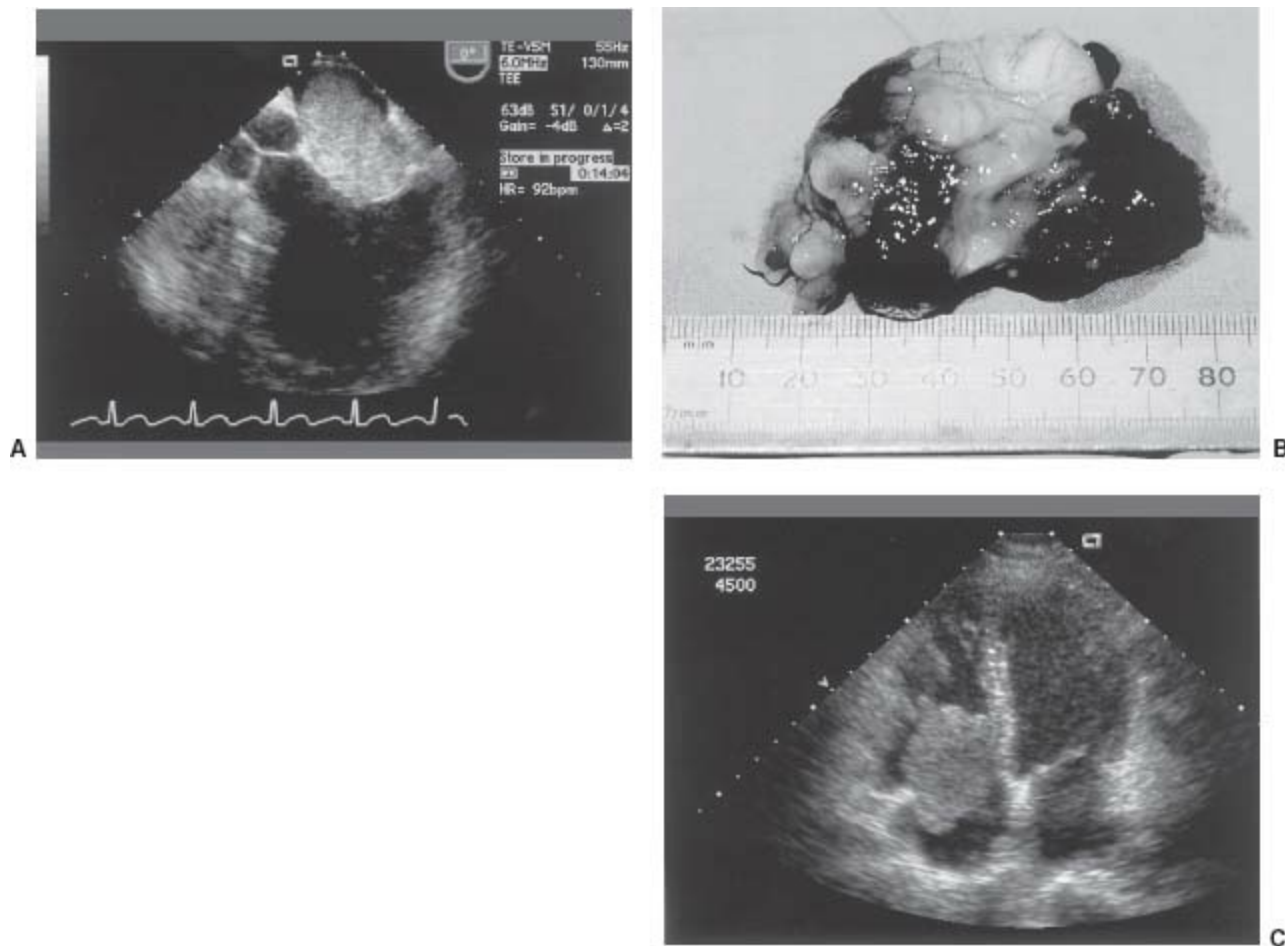 0°
TE-V5M 55Hz
6.0MHz 130mm
TEE
63dB S1/ 0/1/4
Gain= -4dB Δ=2
Store in progress
0:14:04
HR= 92bpm
A
mm
10 20 30 40 50 60 70 80
B
23255
4500
C